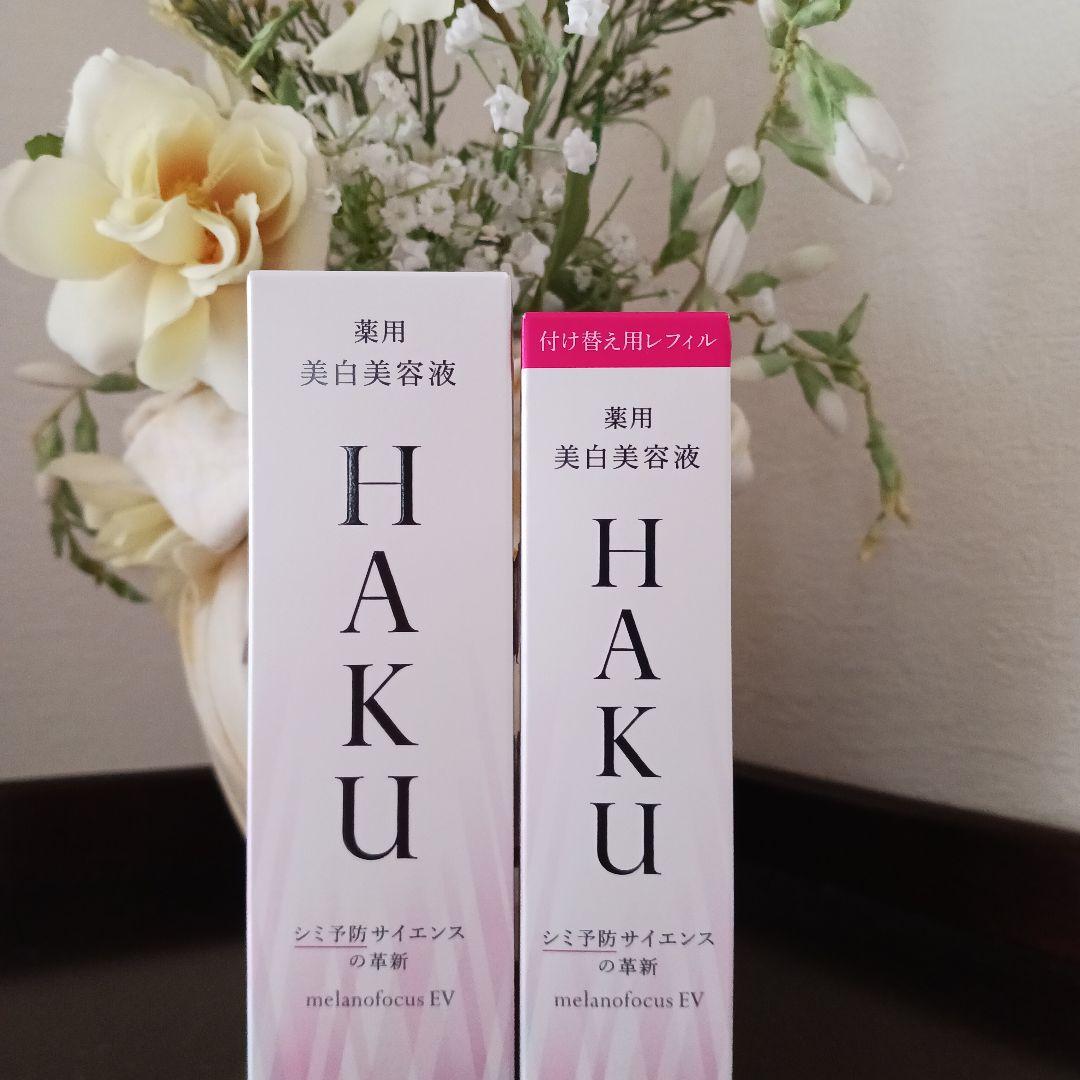 薬用
美白美容液
HAKU
シミ予防サイエンス
の革新
melanofocus EV
付け替え用レフィル
薬用
美白美容液
HAKU
シミ予防サイエンス
の革新
melanofocus EV